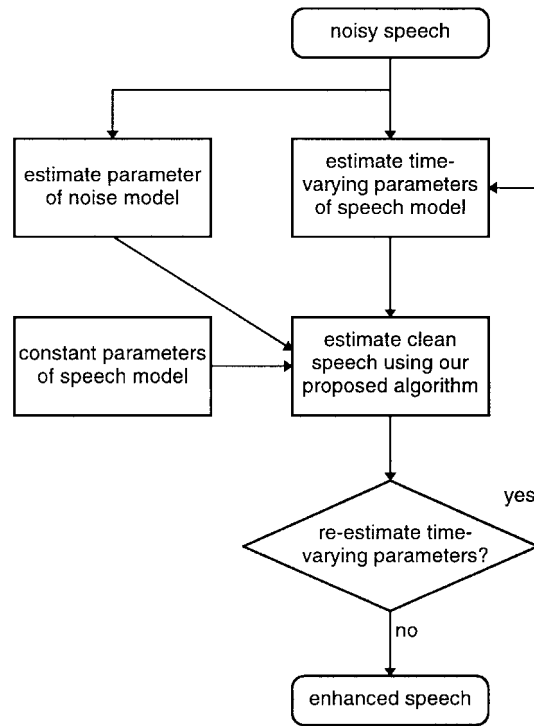 noisy speech
estimate parameter
of noise model
estimate time-
varying parameters
of speech model
constant parameters
of speech model
estimate clean
speech using our
proposed algorithm
yes
re-estimate time-
varying parameters?
no
enhanced speech